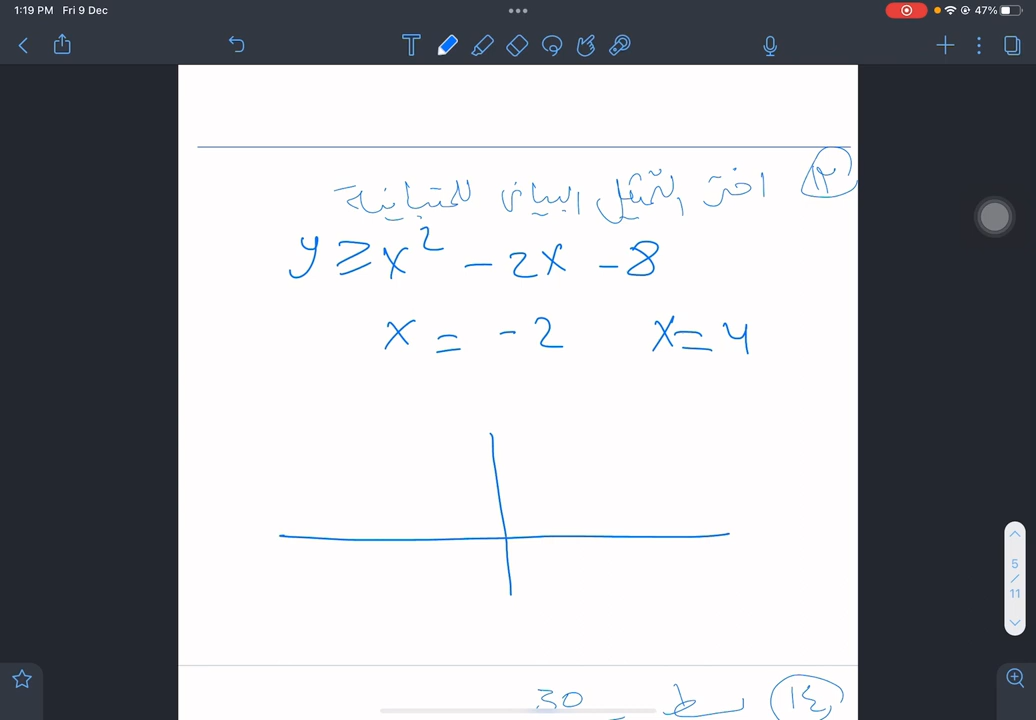 1:19 PM Fri 9 Dec
47%
١٣
اختر التمثيل البياني للمتباينة
y ≥ x² - 2x - 8
x = -2 x = 4
5
/
11
30
١٤